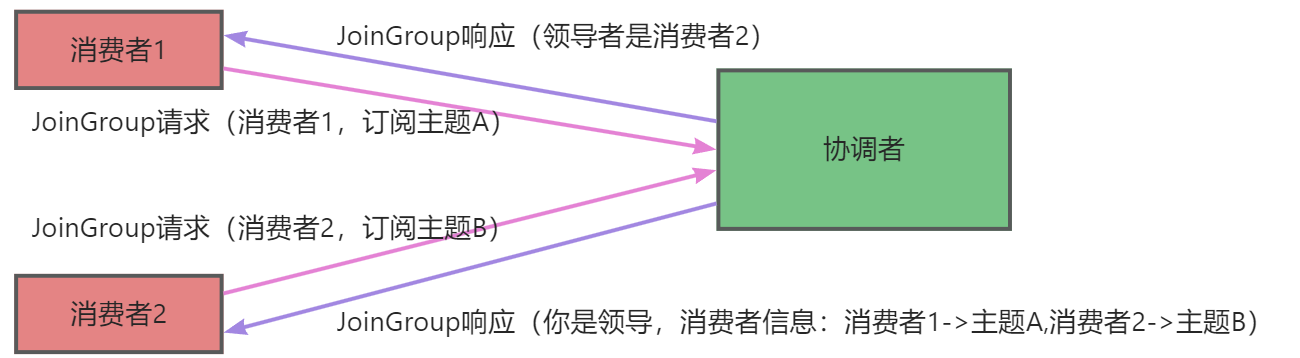 消费者1
JoinGroup响应（领导者是消费者2）
JoinGroup请求（消费者1，订阅主题A）
协调者
JoinGroup请求（消费者2，订阅主题B）
消费者2
JoinGroup响应（你是领导，消费者信息：消费者1->主题A,消费者2->主题B）